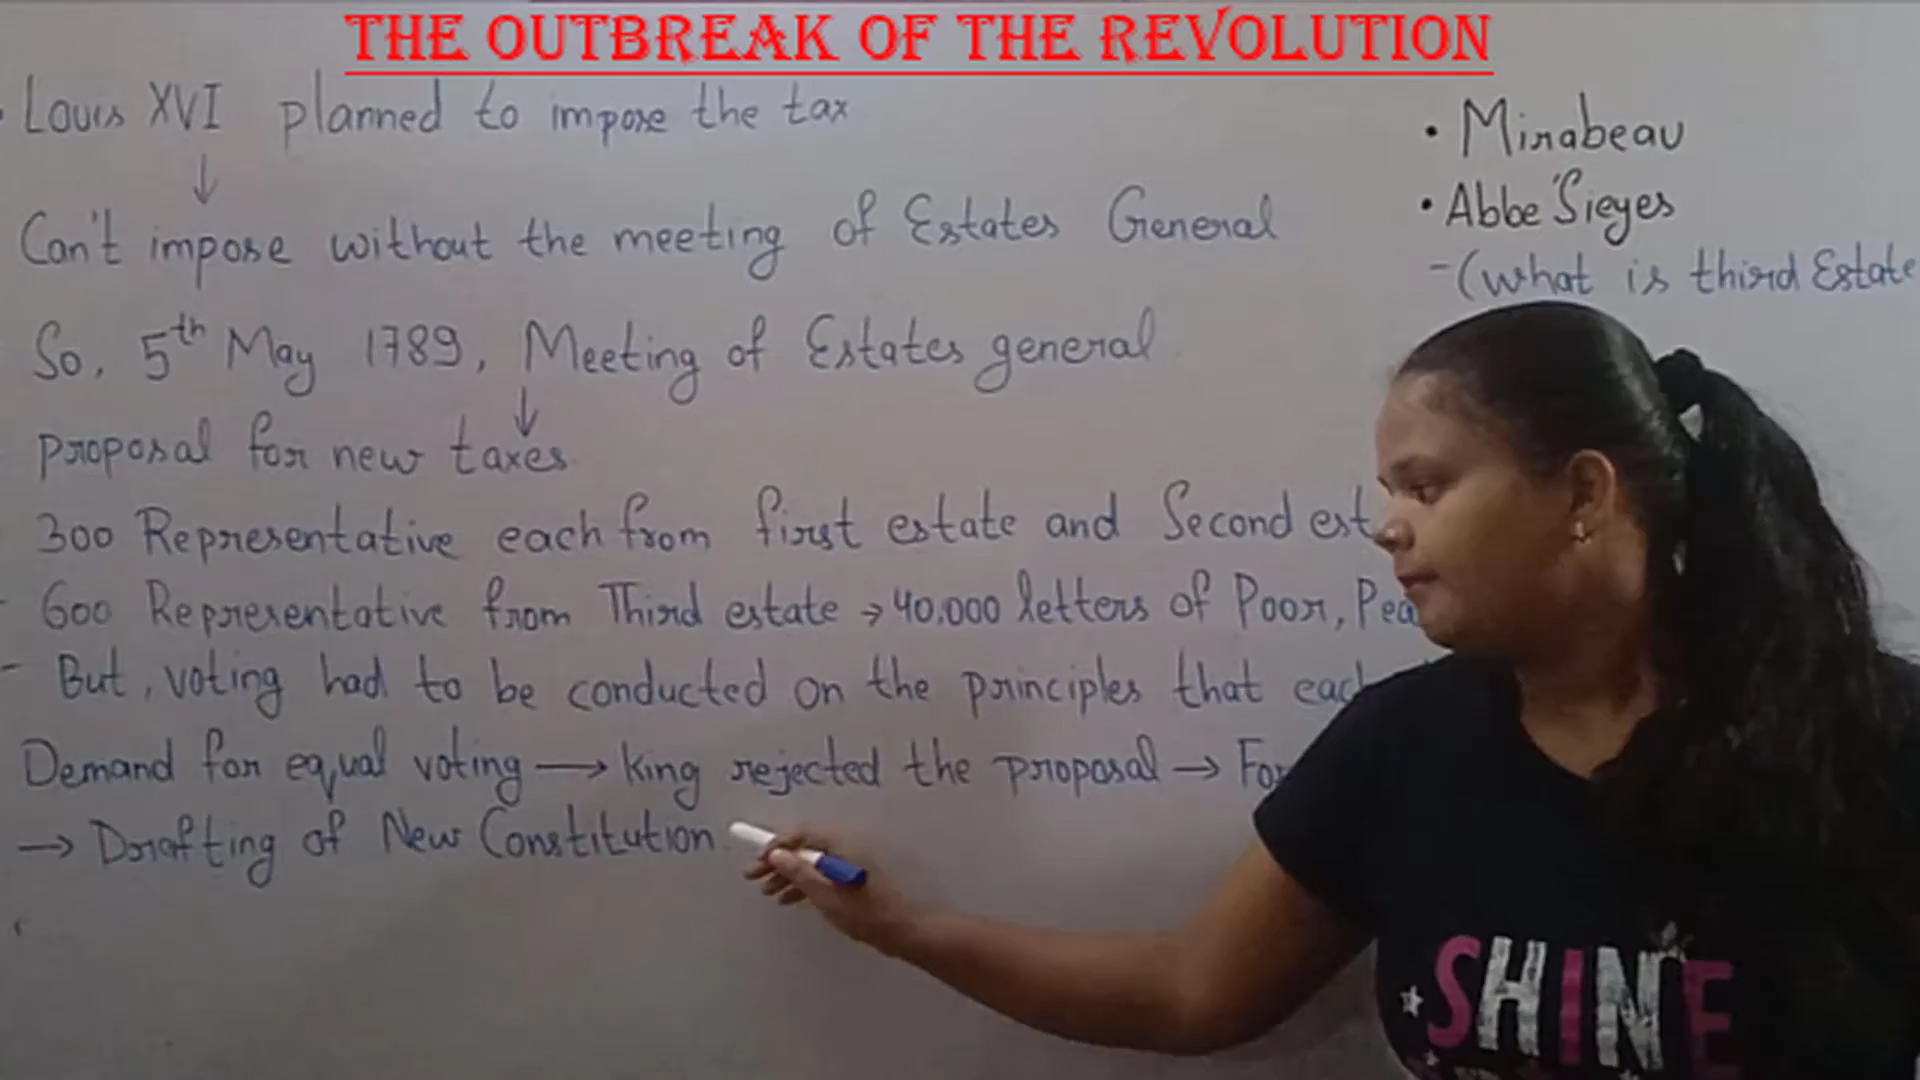 THE OUTBREAK OF THE REVOLUTION
Louis XVI planned to impose the tax
↓
Can't impose without the meeting of Estates General
So, 5th May 1789, Meeting of Estates general
↓
Proposal for new taxes
300 Representative each from first estate and Second est
- 600 Representative from Third estate → 40,000 letters of Poor, Pea
- But, voting had to be conducted on the principles that each
Demand for equal voting → King rejected the proposal → For
→ Drafting of New Constitution
• Mirabeau
• Abbe'Sieyes
- (What is third Estate
SHINE